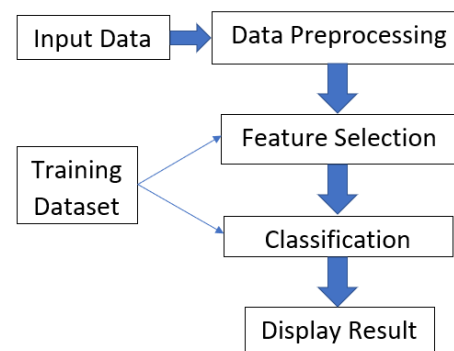 Input Data
Data Preprocessing
Feature Selection
Training
Dataset
Classification
Display Result